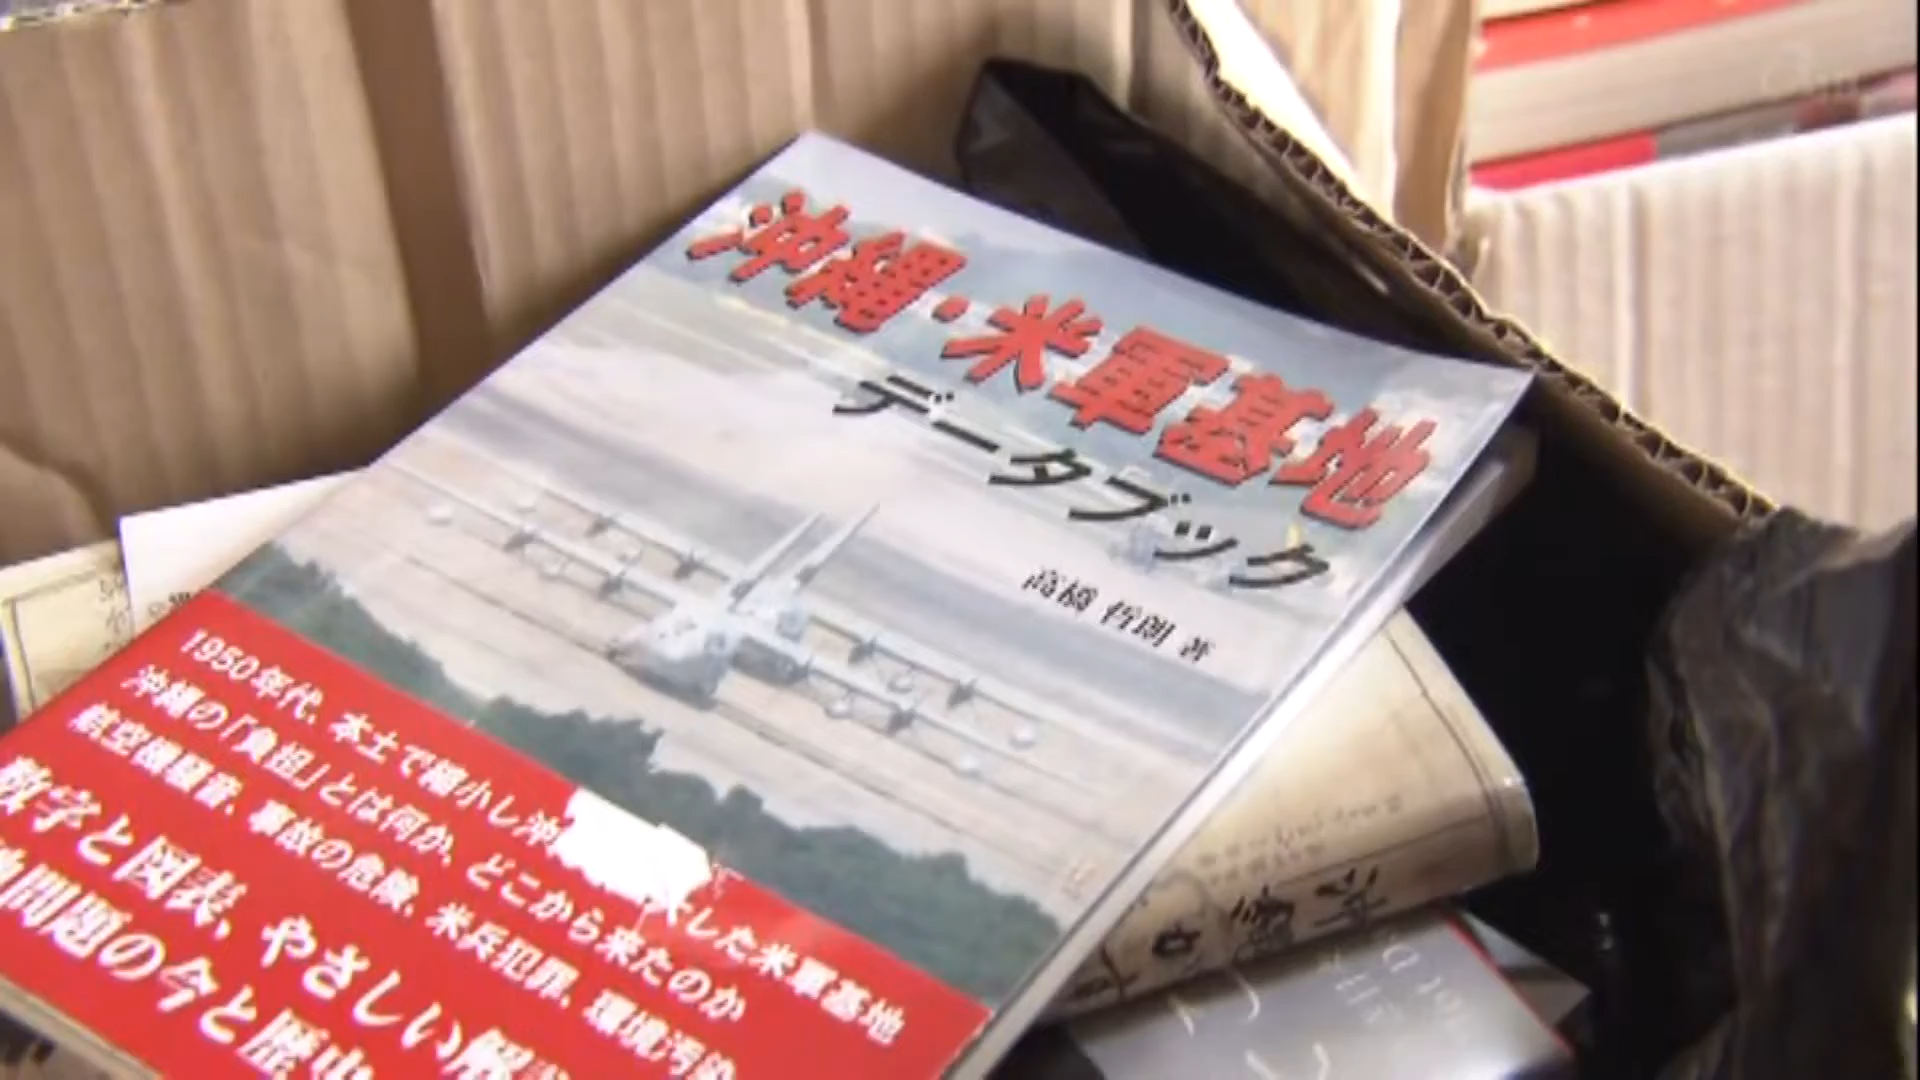 沖縄・米軍基地
データブック
高橋 哲朗 著
1950年代、本土で縮小し沖 大した米軍基地
沖縄の「負担」とは何か、どこから来たのか
航空機騒音、事故の危険、米兵犯罪、環境汚染
数字と図表、やさしい解説
問題の今と歴史